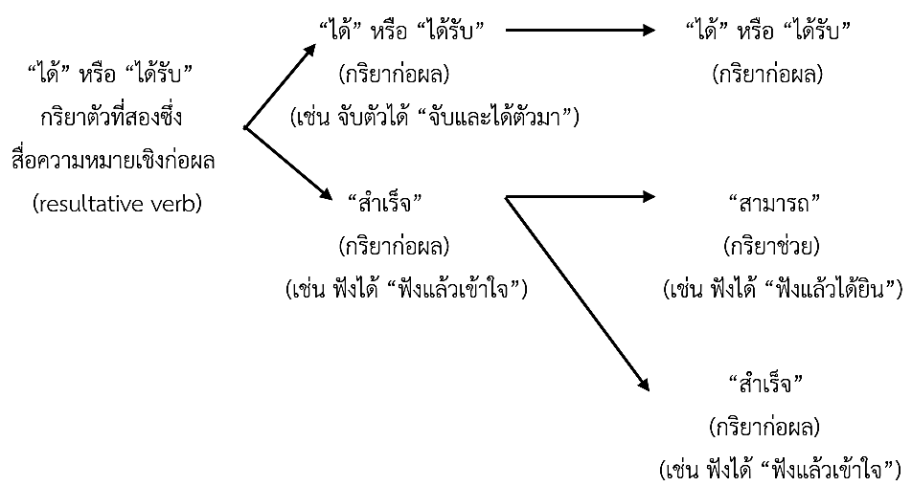 “ได้” หรือ “ได้รับ”
กริยาตัวที่สองซึ่ง
สื่อความหมายเชิงก่อผล
(resultative verb)
“ได้” หรือ “ได้รับ”
(กริยาก่อผล)
(เช่น จับตัวได้ “จับและได้ตัวมา”)
“ได้” หรือ “ได้รับ”
(กริยาก่อผล)
“สำเร็จ”
(กริยาก่อผล)
(เช่น ฟังได้ “ฟังแล้วเข้าใจ”)
“สามารถ”
(กริยาช่วย)
(เช่น ฟังได้ “ฟังแล้วได้ยิน”)
“สำเร็จ”
(กริยาก่อผล)
(เช่น ฟังได้ “ฟังแล้วเข้าใจ”)